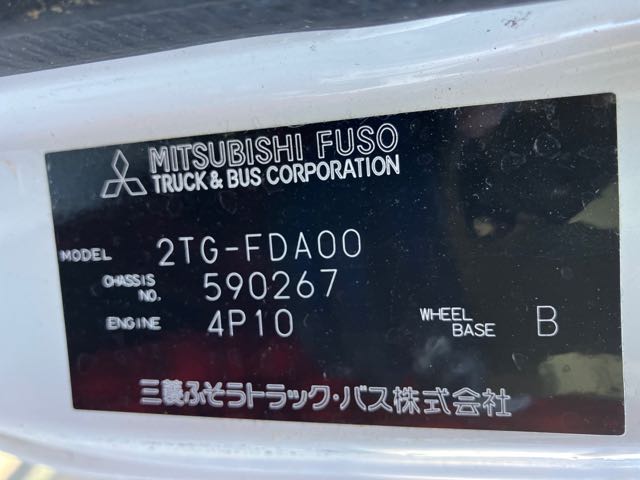 MITSUBISHI FUSO
TRUCK & BUS CORPORATION
MODEL 2TG-FDA00
CHASSIS NO. 590267
ENGINE 4P10 WHEEL BASE B
三菱ふそうトラック・バス株式会社